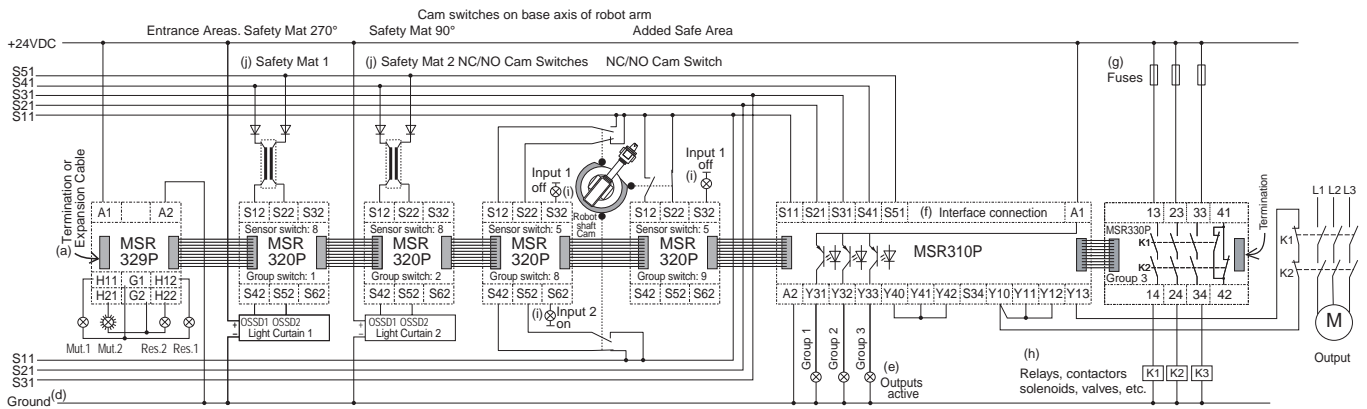 Cam switches on base axis of robot arm
Entrance Areas. Safety Mat 270° Safety Mat 90° Added Safe Area
+24VDC
(j) Safety Mat 1 (j) Safety Mat 2 NC/NO Cam Switches NC/NO Cam Switch
(g) Fuses
S51
S41
S31
S21
S11
Input 1 off (i)
Input 1 off (i)
Robot shaft Cam
(a) Termination or Expansion Cable
A1 A2
MSR 329P
H11 G1 H12
H21 G2 H22
Mut.1 Mut.2 Res.2 Res.1
S12 S22 S32
Sensor switch: 8
MSR 320P
Group switch: 1
S42 S52 S62
OSSD1 OSSD2
+
−
Light Curtain 1
S12 S22 S32
Sensor switch: 8
MSR 320P
Group switch: 2
S42 S52 S62
OSSD1 OSSD2
+
−
Light Curtain 2
S12 S22 S32
Sensor switch: 5
MSR 320P
Group switch: 8
S42 S52 S62
(i) Input 2 on
S12 S22 S32
Sensor switch: 5
MSR 320P
Group switch: 9
S42 S52 S62
S11 S21 S31 S41 S51 (f) Interface connection A1
MSR310P
A2 Y31 Y32 Y33 Y40 Y41 Y42 S34 Y10 Y11 Y12 Y13
Group 1
Group 2
Group 3
(e) Outputs active
13 23 33 41
MSR330P
K1
K2
Group 3
14 24 34 42
Termination
L1 L2 L3
K1
K2
M
Output
(h)
Relays, contactors
solenoids, valves, etc.
K1 K2 K3
S11
S21
S31
Ground (d)